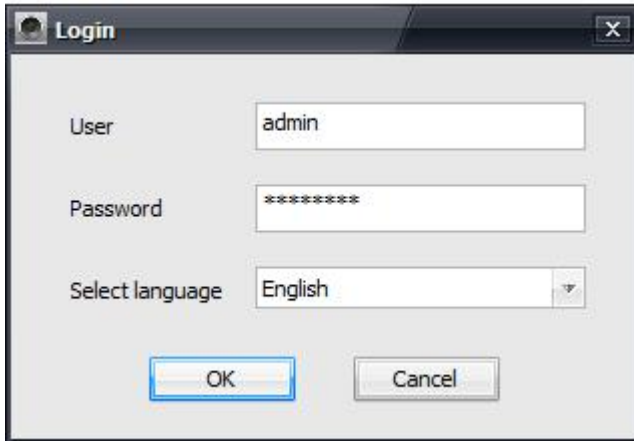 Login
User admin
Password ********
Select language English
OK Cancel